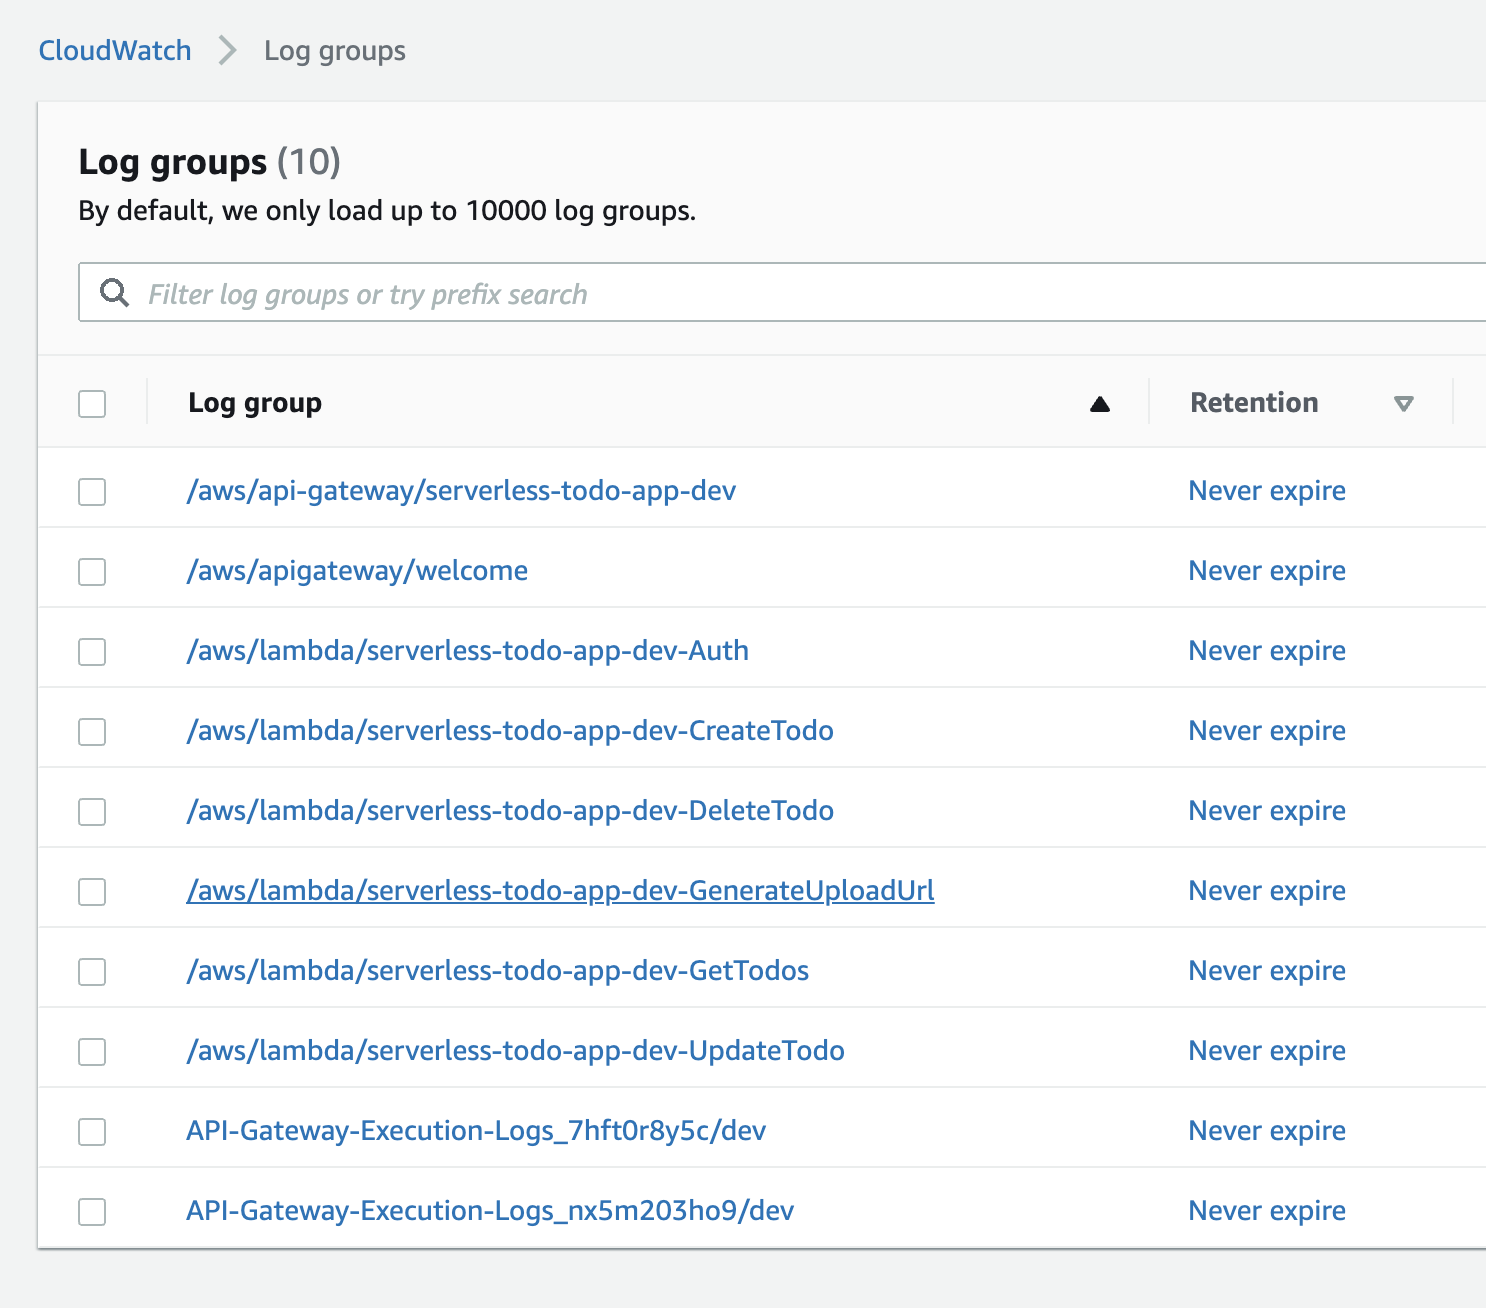 CloudWatch > Log groups
Log groups (10)
By default, we only load up to 10000 log groups.
Filter log groups or try prefix search
Log group Retention
/aws/api-gateway/serverless-todo-app-dev Never expire
/aws/apigateway/welcome Never expire
/aws/lambda/serverless-todo-app-dev-Auth Never expire
/aws/lambda/serverless-todo-app-dev-CreateTodo Never expire
/aws/lambda/serverless-todo-app-dev-DeleteTodo Never expire
/aws/lambda/serverless-todo-app-dev-GenerateUploadUrl Never expire
/aws/lambda/serverless-todo-app-dev-GetTodos Never expire
/aws/lambda/serverless-todo-app-dev-UpdateTodo Never expire
API-Gateway-Execution-Logs_7hft0r8y5c/dev Never expire
API-Gateway-Execution-Logs_nx5m203ho9/dev Never expire